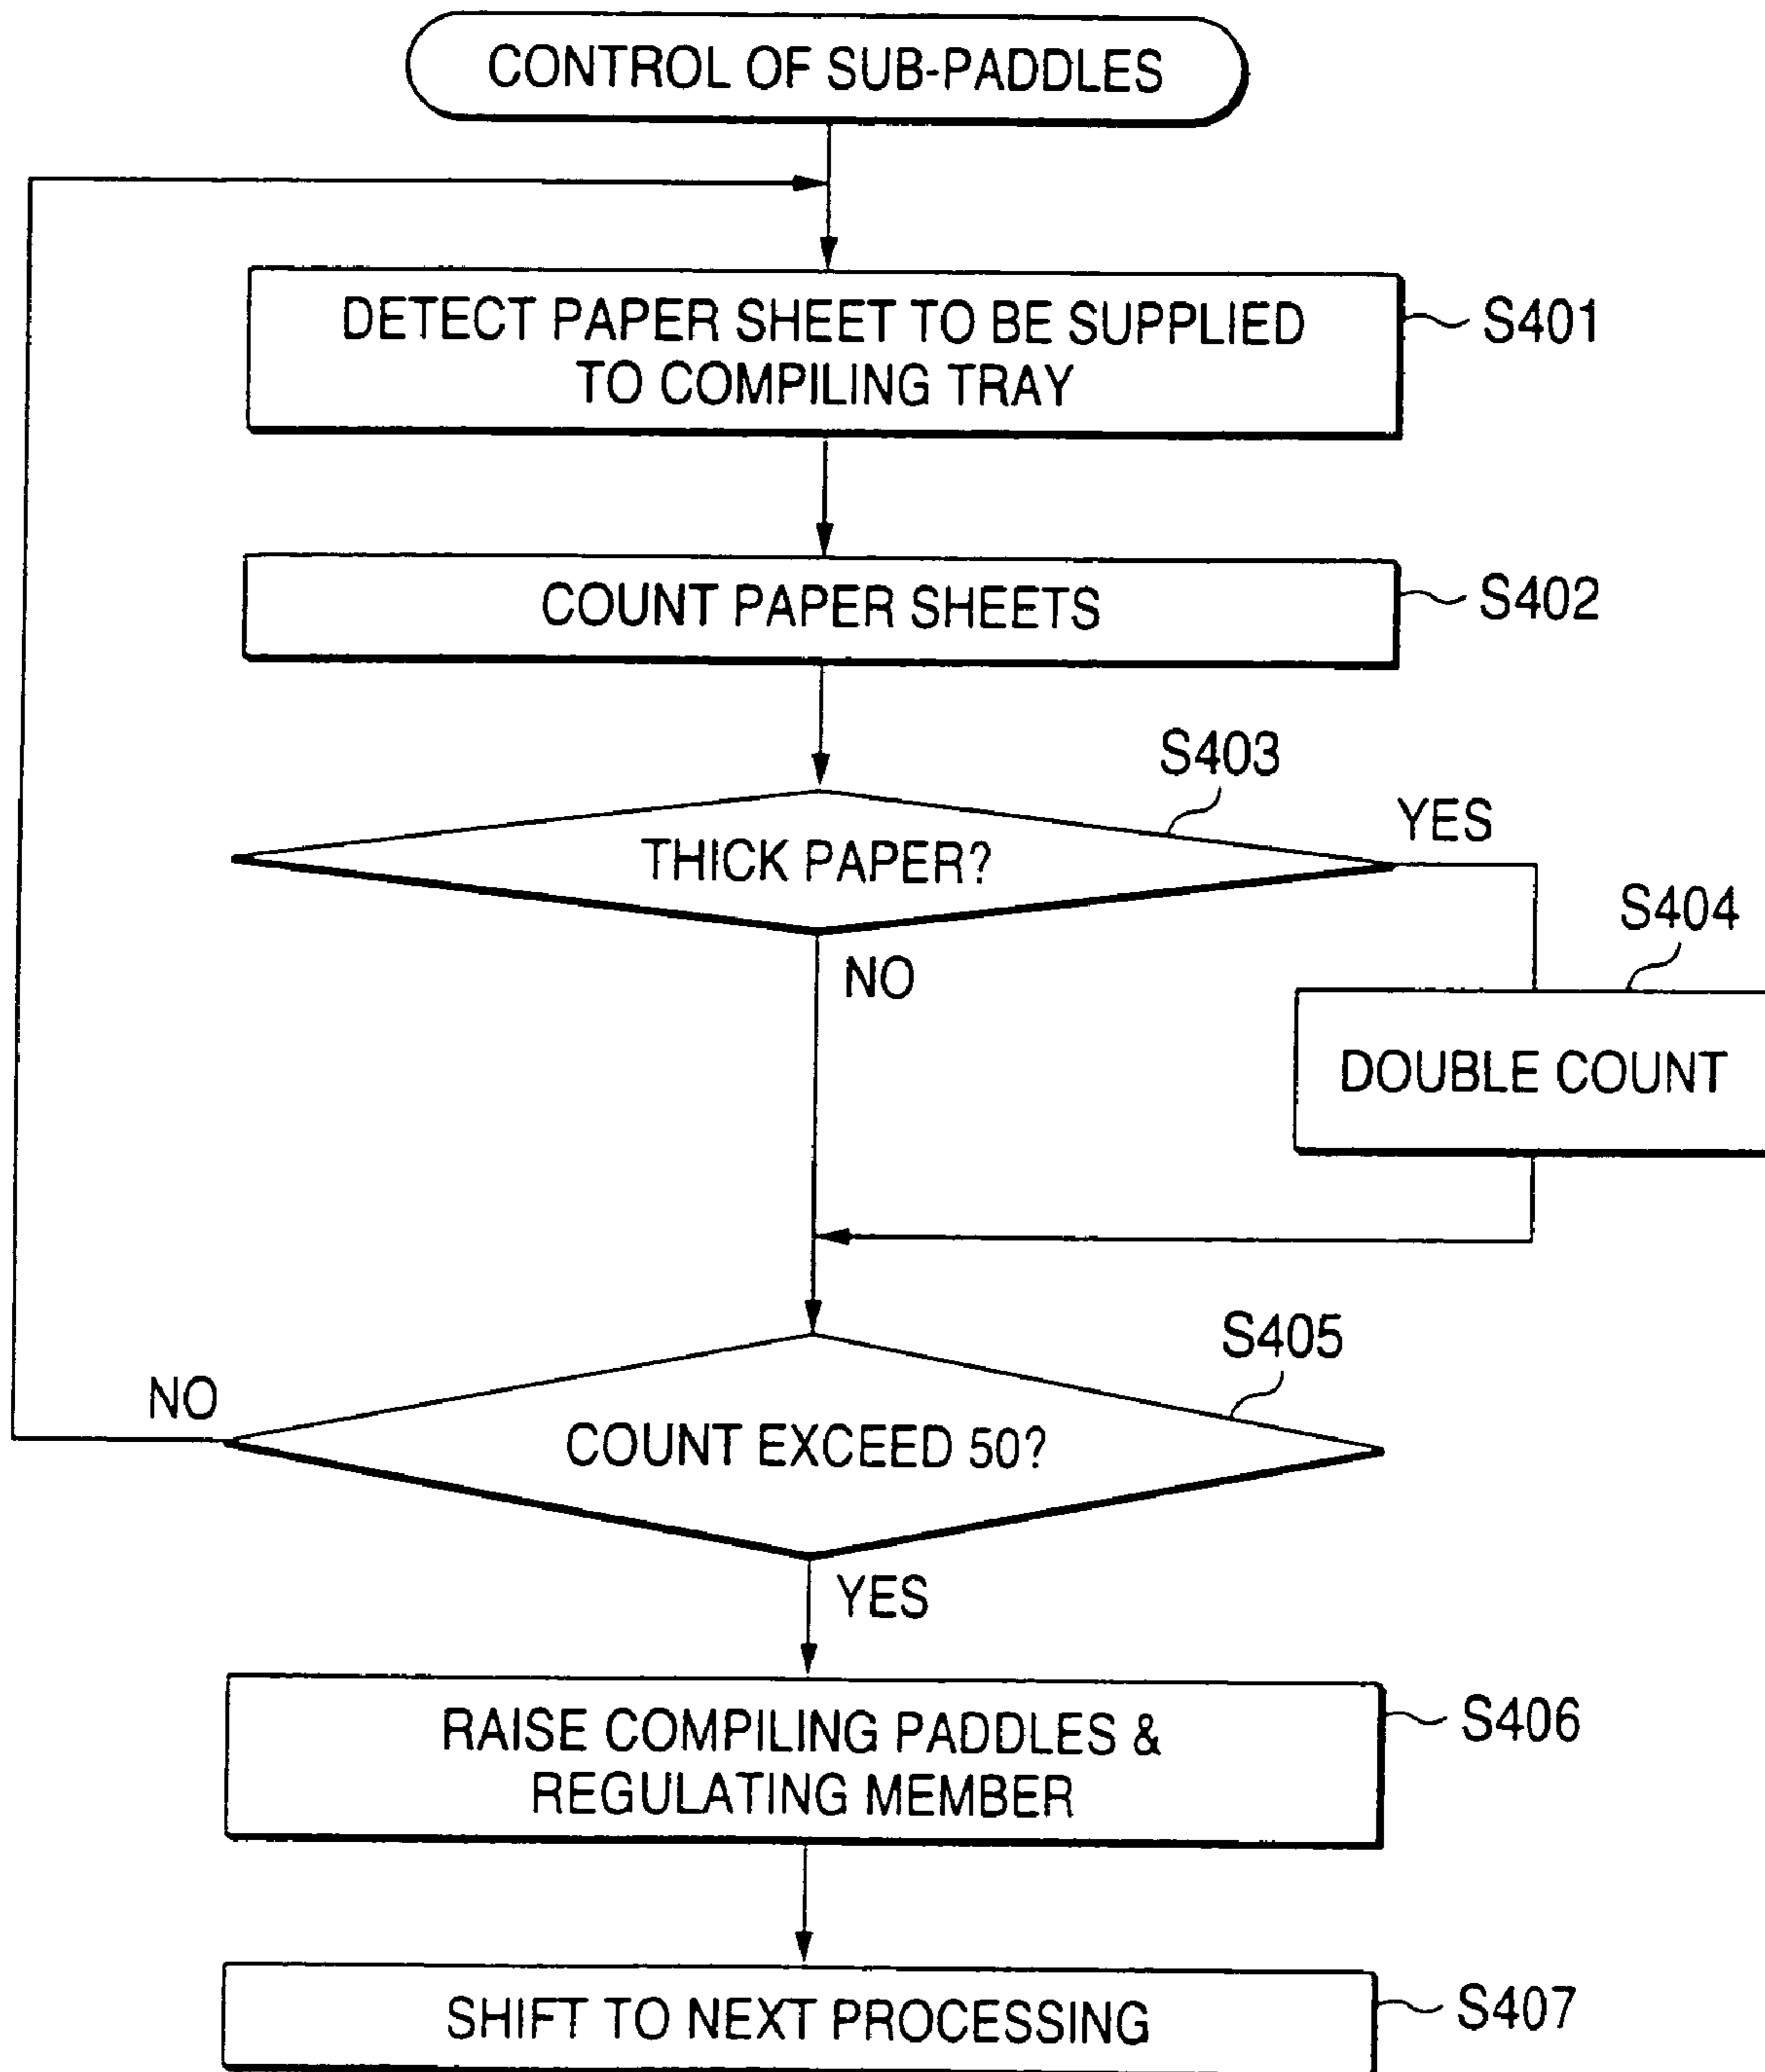 CONTROL OF SUB-PADDLES
DETECT PAPER SHEET TO BE SUPPLIED
TO COMPILING TRAY
S401
COUNT PAPER SHEETS
S402
S403
THICK PAPER?
YES
NO
S404
DOUBLE COUNT
S405
NO
COUNT EXCEED 50?
YES
RAISE COMPILING PADDLES &
REGULATING MEMBER
S406
SHIFT TO NEXT PROCESSING
S407